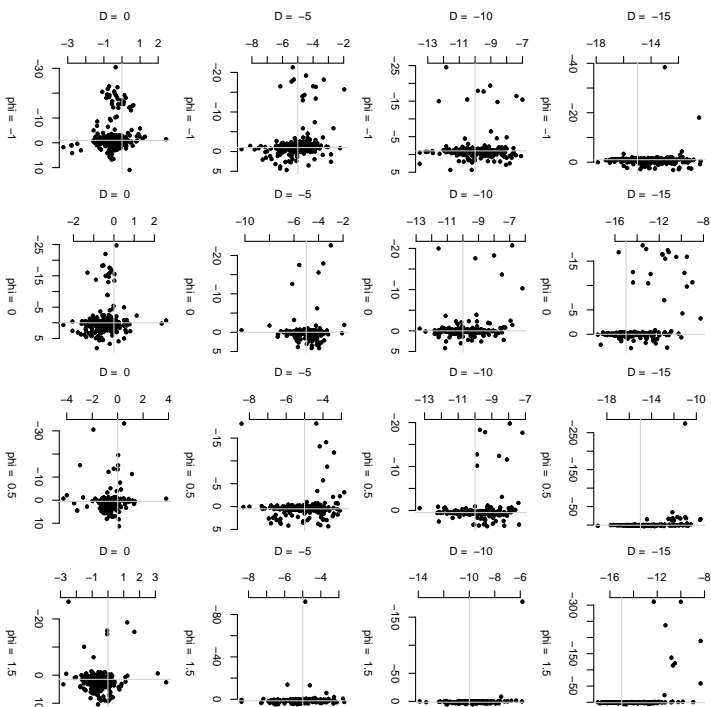 D = 0
D = −5
D = −10
D = −15
−3 −1 1 2
−8 −6 −4 −2
−13 −11 −9 −7
−18 −14
−30 −10 0 10
phi = −1
−20 −10 0 5
phi = −1
−25 −15 −5 5
phi = −1
−40 −20 0
phi = −1
D = 0
D = −5
D = −10
D = −15
−2 0 2
−10 −6 −4 −2
−13 −11 −9 −7
−16 −12 −8
−25 −15 −5 5
phi = 0
−20 −10 0 5
phi = 0
−20 −10 0 5
phi = 0
−15 −5 0
phi = 0
D = 0
D = −5
D = −10
D = −15
−4 −2 0 2 4
−8 −6 −4
−13 −11 −9 −7
−18 −14 −10
−30 −10 0 10
phi = 0.5
−15 −5 0 5
phi = 0.5
−20 −10 0
phi = 0.5
−250 −150 −50
phi = 0.5
D = 0
D = −5
D = −10
D = −15
−3 −1 1 3
−8 −6 −4
−14 −10 −8 −6
−16 −12 −8
−20 0 10
phi = 1.5
−80 −40 0
phi = 1.5
−150 −50 0
phi = 1.5
−300 −150 −50
phi = 1.5